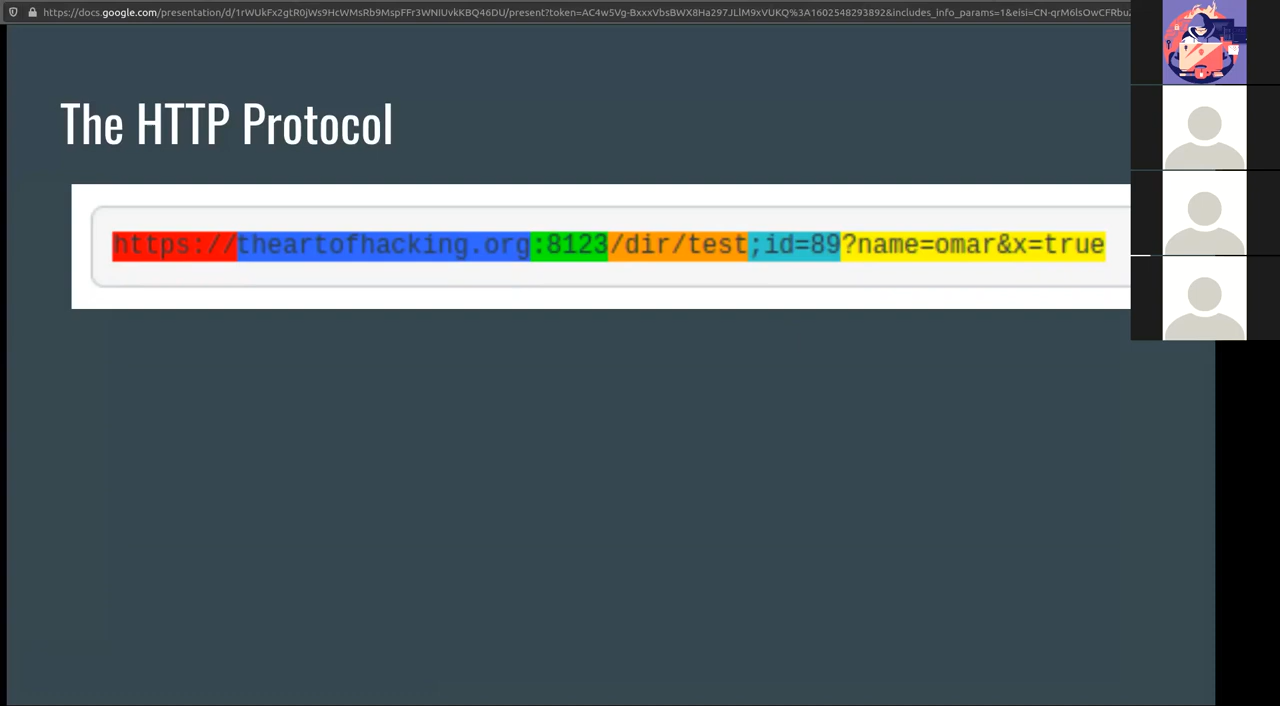 https://docs.google.com/presentation/d/1rWUkFx2gtR0jWs9HcWMsRb9MspFFr3WNIUvkKBQ46DU/present?token=AC4w5Vg-BxxxVbsBWX8Ha297JLlM9xVUKQ%3A1602548293892&includes_info_params=1&eisi=CN-qrM6lsOwCFRbu
The HTTP Protocol
https://theartofhacking.org:8123/dir/test;id=89?name=omar&x=true